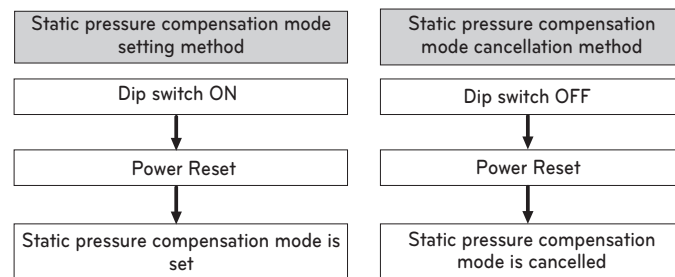 Static pressure compensation mode
setting method
Dip switch ON
Power Reset
Static pressure compensation mode is
set
Static pressure compensation
mode cancellation method
Dip switch OFF
Power Reset
Static pressure compensation
mode is cancelled